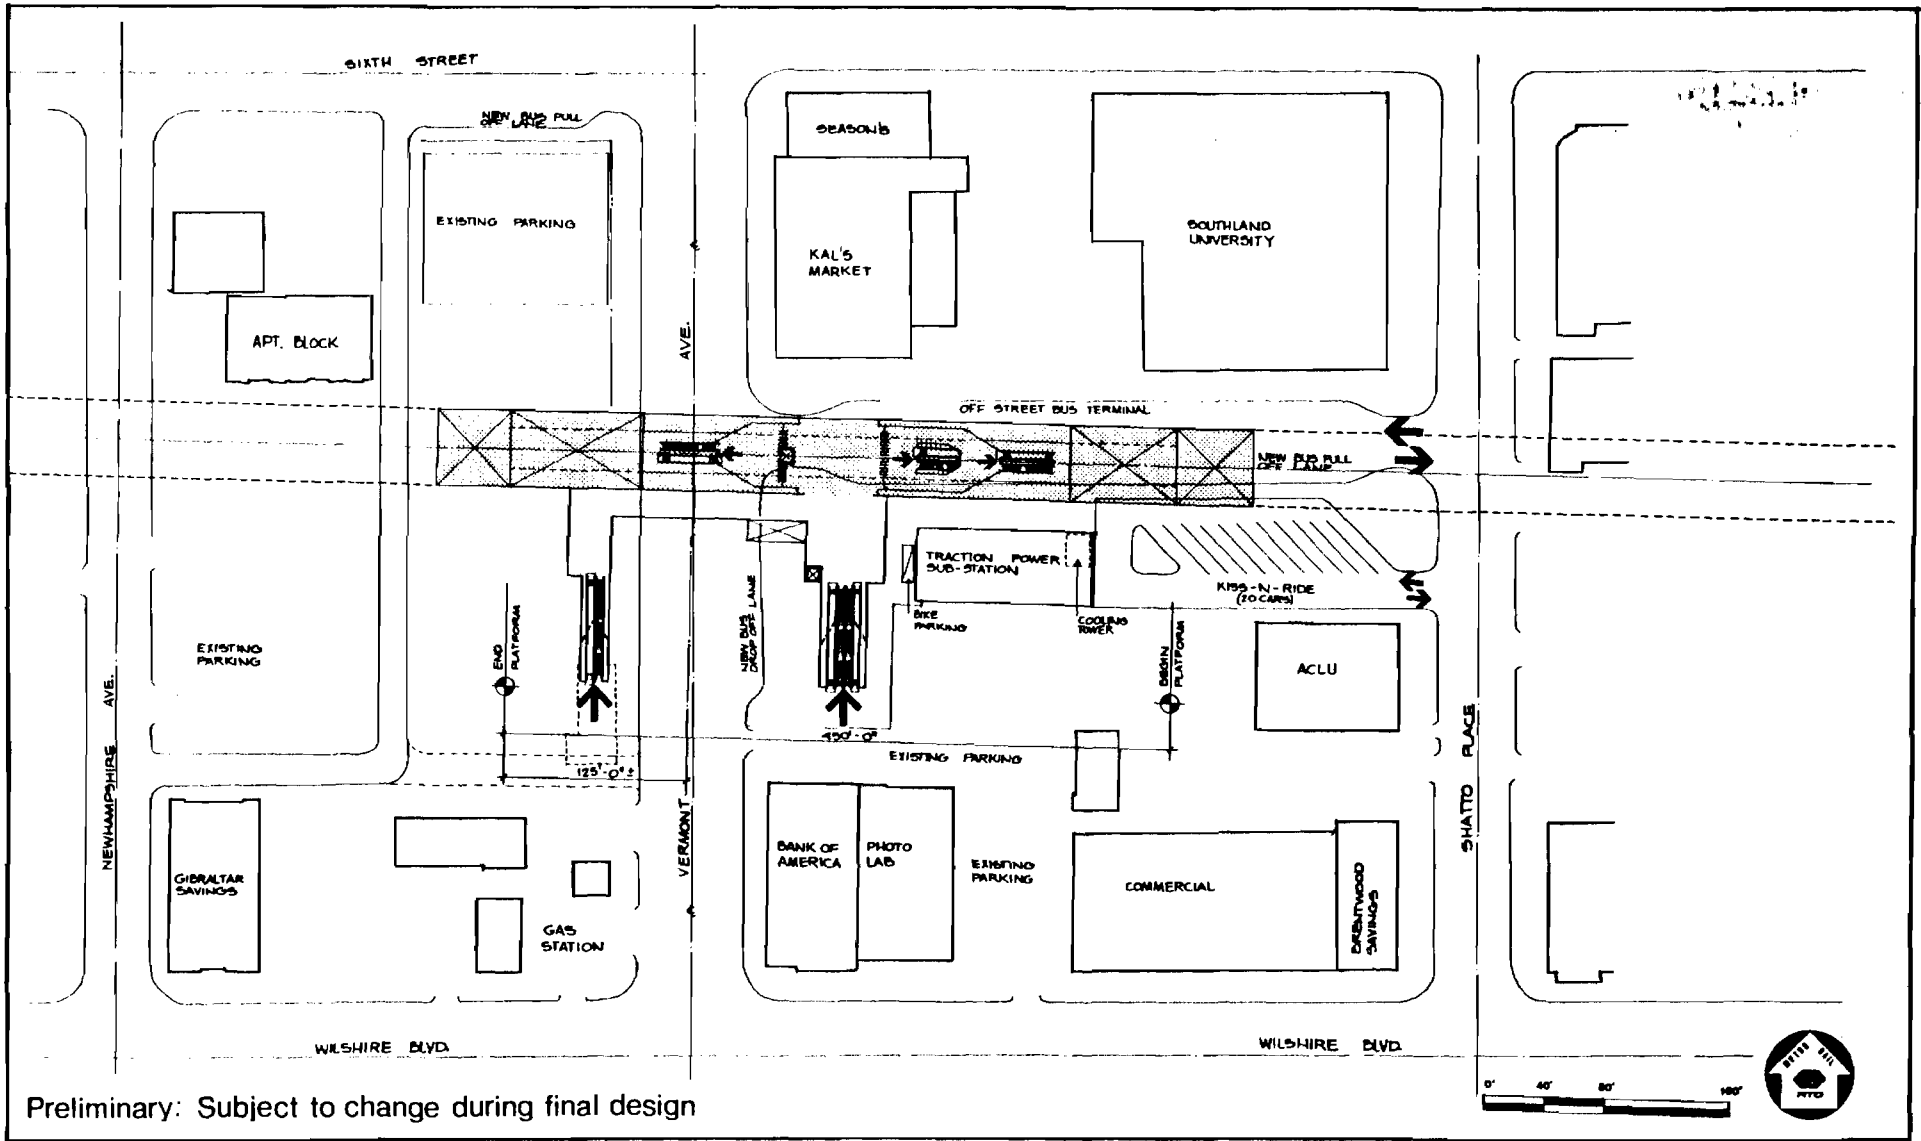 SIXTH STREET
NEW BUS PULL
OFF LANE
SEASON'S
EXISTING PARKING
KAL'S
MARKET
SOUTHLAND
UNIVERSITY
APT. BLOCK
AVE.
OFF STREET BUS TERMINAL
NEW BUS PULL
OFF LANE
TRACTION POWER
SUB-STATION
KISS-N-RIDE
(20 CARS)
BIKE
PARKING
COOLING
TOWER
NEW BUS
DROP OFF LANE
END
PLATFORM
BEGIN
PLATFORM
EXISTING
PARKING
ACLU
450'-0"
EXISTING PARKING
125'-0" ±
NEWHAMPSHIRE AVE.
VERMONT
SHATTO PLACE
BANK OF
AMERICA
PHOTO
LAB
EXISTING
PARKING
GIBRALTAR
SAVINGS
COMMERCIAL
BRENTWOOD
SAVINGS
GAS
STATION
WILSHIRE BLVD.
WILSHIRE BLVD.
0' 40' 80' 160'
METRO RAIL
RTD
Preliminary: Subject to change during final design